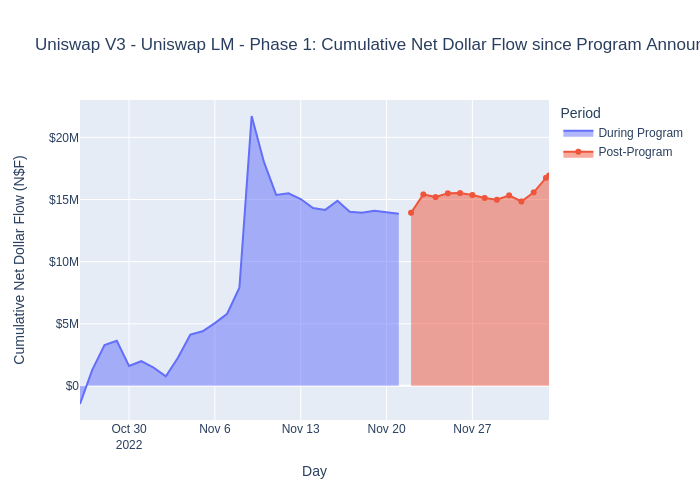 Uniswap V3 - Uniswap LM - Phase 1: Cumulative Net Dollar Flow since Program Announ
Period
During Program
Post-Program
Cumulative Net Dollar Flow (N$F)
$20M
$15M
$10M
$5M
$0
Oct 30
2022
Nov 6
Nov 13
Nov 20
Nov 27
Day